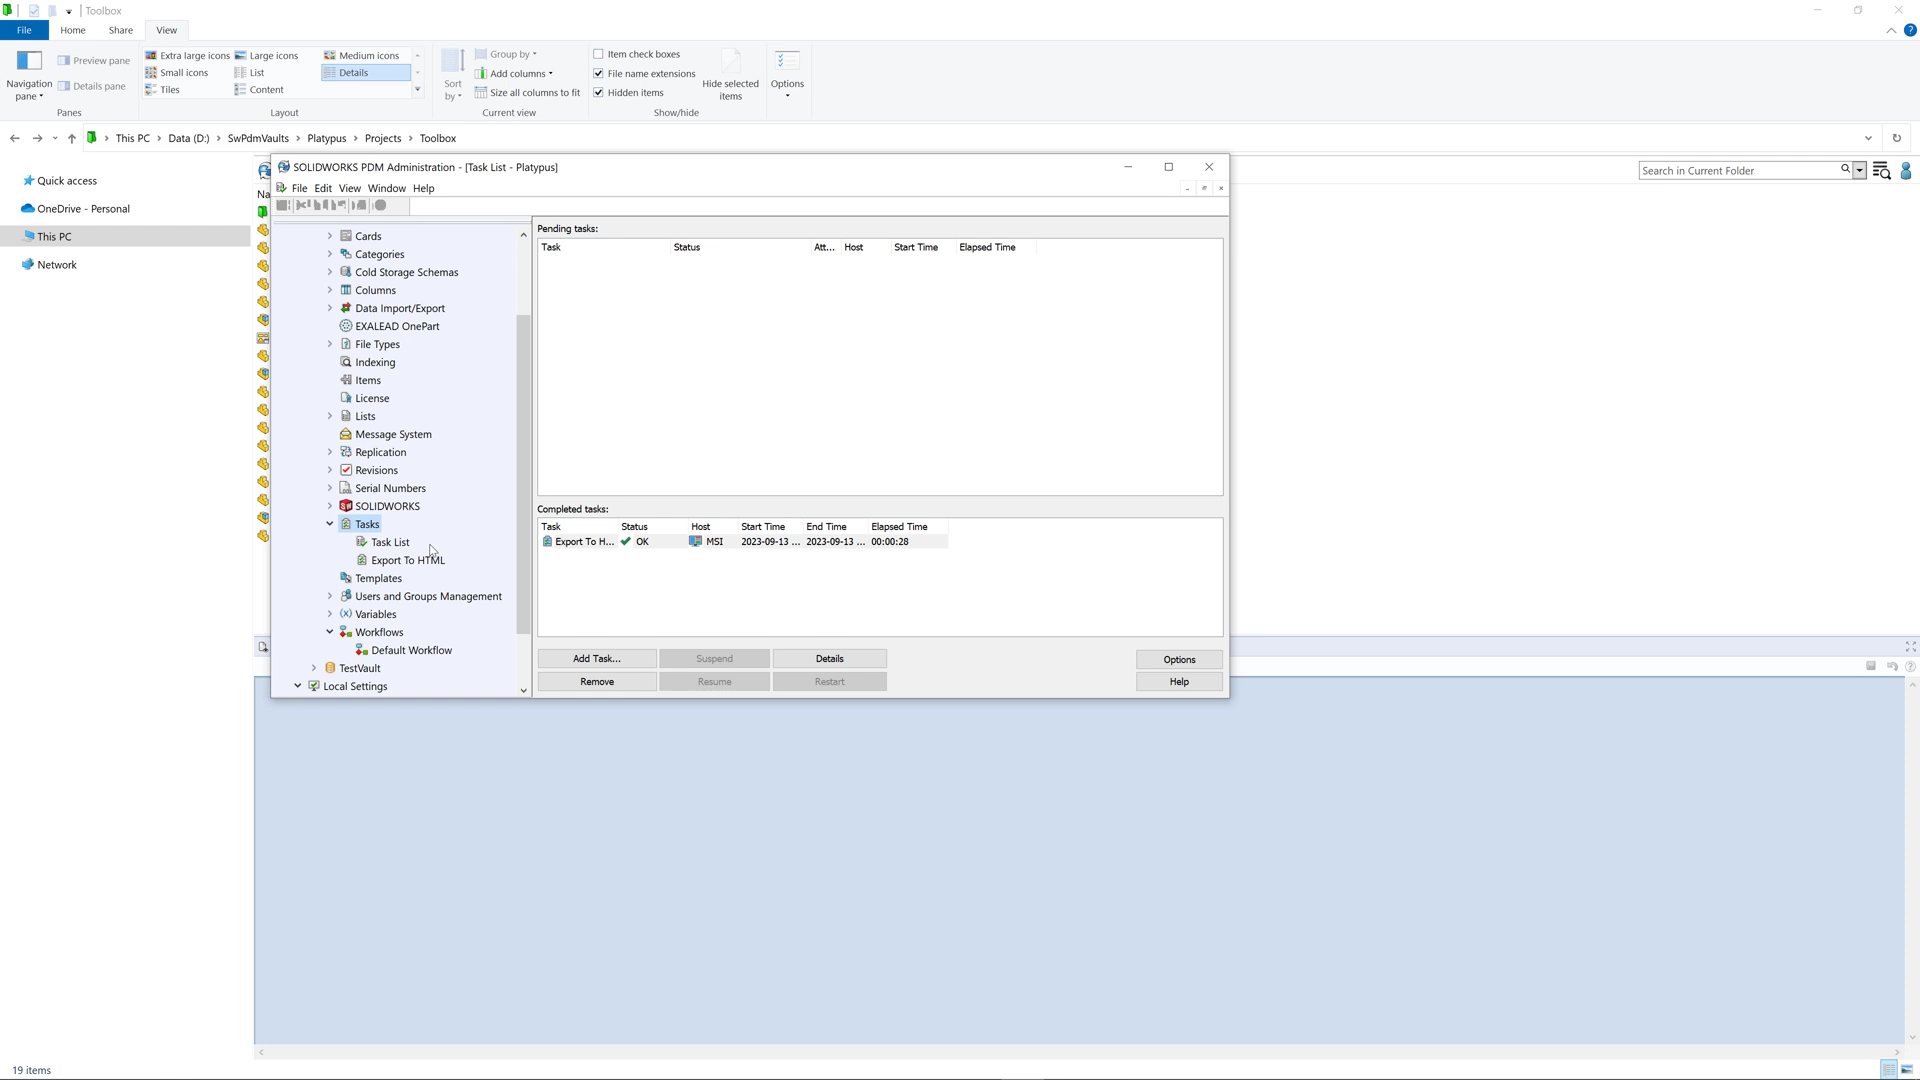 Toolbox
File Home Share View
Navigation pane
Preview pane
Details pane
Panes
Extra large icons Large icons Medium icons
Small icons List Details
Tiles Content
Layout
Sort by
Group by
Add columns
Size all columns to fit
Current view
Item check boxes
File name extensions
Hidden items
Hide selected items
Show/hide
Options
This PC > Data (D:) > SwPdmVaults > Platypus > Projects > Toolbox
Quick access
OneDrive - Personal
This PC
Network
Search in Current Folder
Na
SOLIDWORKS PDM Administration - [Task List - Platypus]
File Edit View Window Help
Cards
Categories
Cold Storage Schemas
Columns
Data Import/Export
EXALEAD OnePart
File Types
Indexing
Items
License
Lists
Message System
Replication
Revisions
Serial Numbers
SOLIDWORKS
Tasks
Task List
Export To HTML
Templates
Users and Groups Management
Variables
Workflows
Default Workflow
TestVault
Local Settings
Pending tasks:
Task Status Att... Host Start Time Elapsed Time
Completed tasks:
Task Status Host Start Time End Time Elapsed Time
Export To H... OK MSI 2023-09-13 ... 2023-09-13 ... 00:00:28
Add Task... Suspend Details Options
Remove Resume Restart Help
19 items